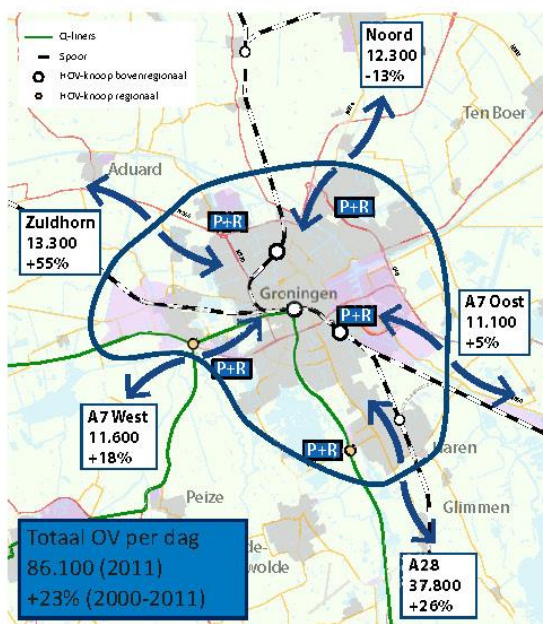 Q-liners
Spoor
HOV-knoop bovenregionaal
HOV-knoop regionaal
Noord
12.300
-13%
Ten Boer
Aduard
P+R
P+R
Zuidhorn
13.300
+55%
Groningen
P+R
A7 Oost
11.100
+5%
P+R
A7 West
11.600
+18%
P+R
Haren
Peize
Glimmen
Totaal OV per dag
86.100 (2011)
+23% (2000-2011)
de-
wolde
A28
37.800
+26%